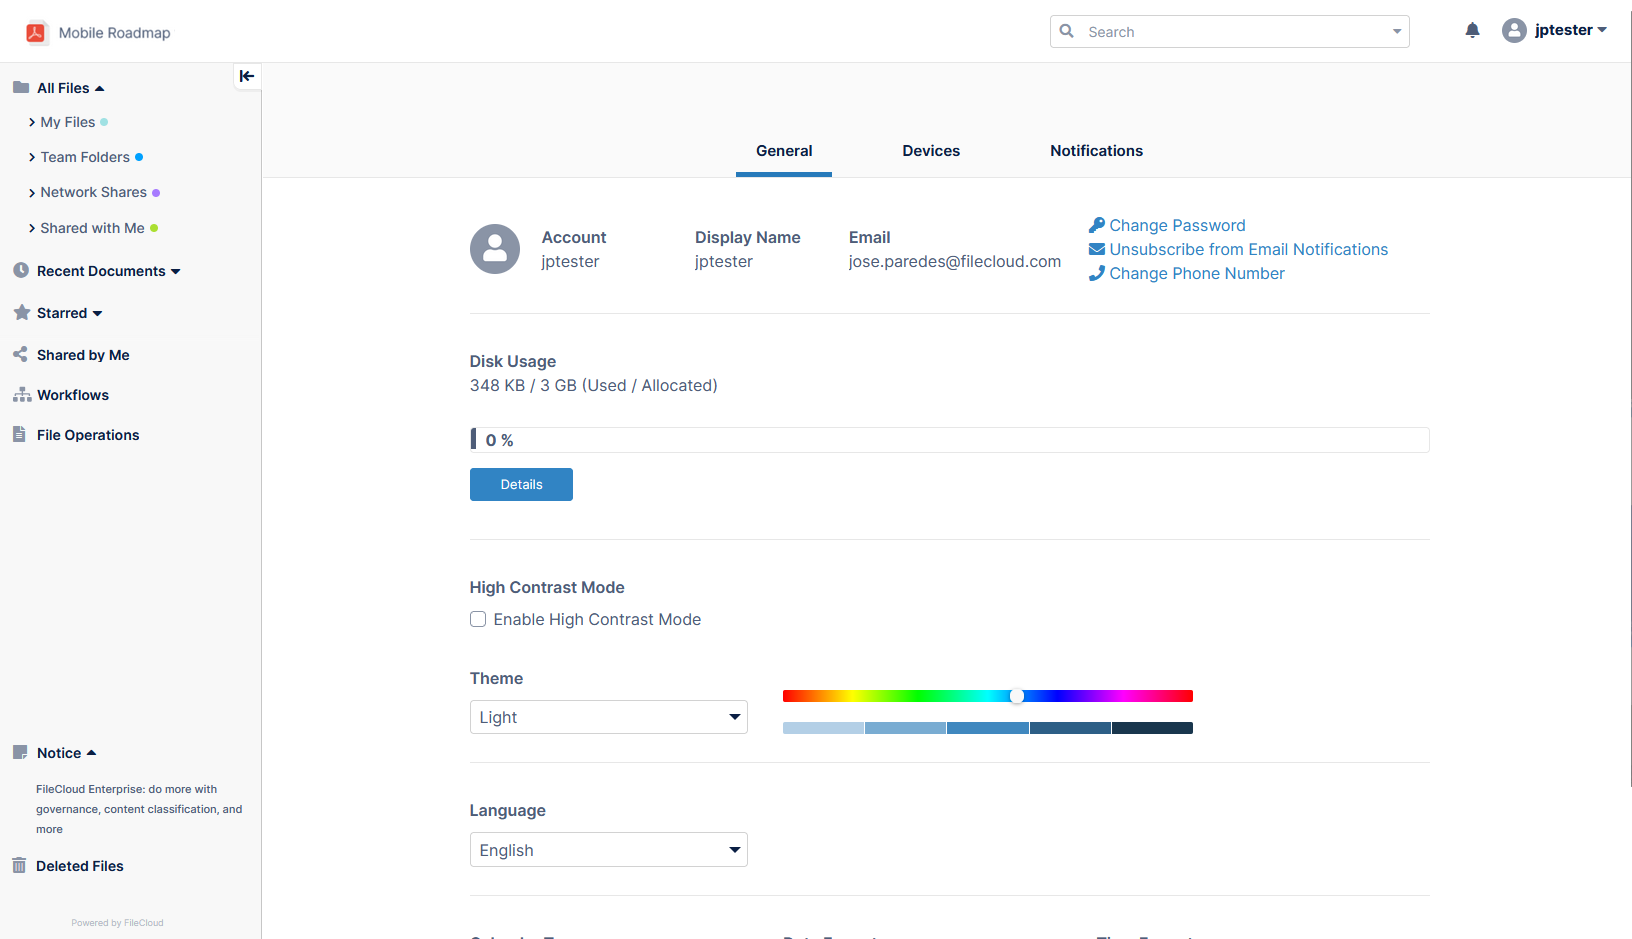 Mobile Roadmap
Search
jptester
All Files
My Files
Team Folders
Network Shares
Shared with Me
Recent Documents
Starred
Shared by Me
Workflows
File Operations
Notice
FileCloud Enterprise: do more with
governance, content classification, and
more
Deleted Files
Powered by FileCloud
General Devices Notifications
Account Display Name Email
jptester jptester jose.paredes@filecloud.com
Change Password
Unsubscribe from Email Notifications
Change Phone Number
Disk Usage
348 KB / 3 GB (Used / Allocated)
0 %
Details
High Contrast Mode
Enable High Contrast Mode
Theme
Light
Language
English